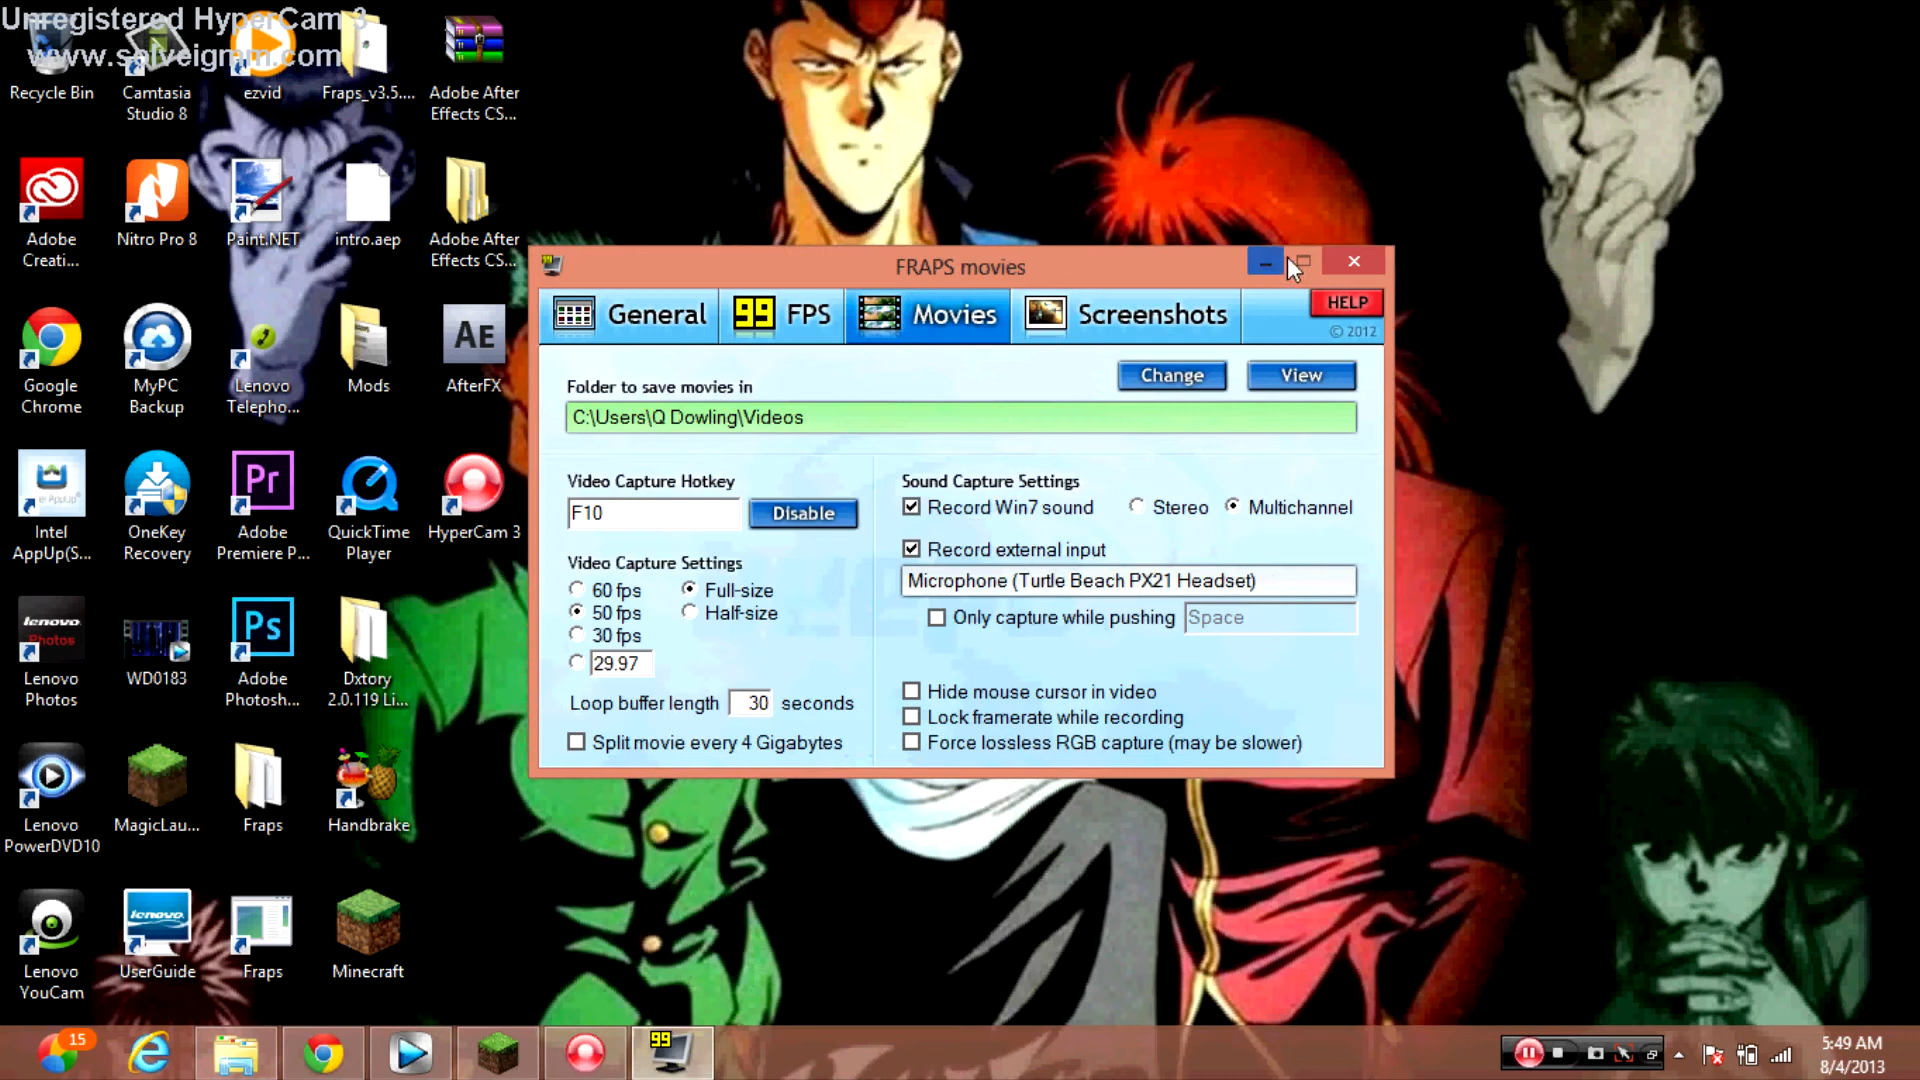 Unregistered HyperCam 3
www.solveigmm.com
Recycle Bin
Camtasia
Studio 8
ezvid
Fraps_v3.5....
Adobe After
Effects CS...
Adobe
Creati...
Nitro Pro 8
Paint.NET
intro.aep
Adobe After
Effects CS...
Google
Chrome
MyPC
Backup
Lenovo
Telepho...
Mods
AE
AfterFX
Intel
AppUp(S...
OneKey
Recovery
Pr
Adobe
Premiere P...
QuickTime
Player
HyperCam 3
lenovo
Photos
Lenovo
Photos
WD0183
Ps
Adobe
Photosh...
Dxtory
2.0.119 Li...
Lenovo
PowerDVD10
MagicLau...
Fraps
Handbrake
Lenovo
YouCam
lenovo
UserGuide
Fraps
Minecraft
FRAPS movies
General
99 FPS
Movies
Screenshots
HELP
© 2012
Folder to save movies in
Change
View
C:\Users\Q Dowling\Videos
Video Capture Hotkey
F10
Disable
Video Capture Settings
60 fps
Full-size
50 fps
Half-size
30 fps
29.97
Loop buffer length 30 seconds
Split movie every 4 Gigabytes
Sound Capture Settings
Record Win7 sound
Stereo
Multichannel
Record external input
Microphone (Turtle Beach PX21 Headset)
Only capture while pushing Space
Hide mouse cursor in video
Lock framerate while recording
Force lossless RGB capture (may be slower)
15
99
5:49 AM
8/4/2013